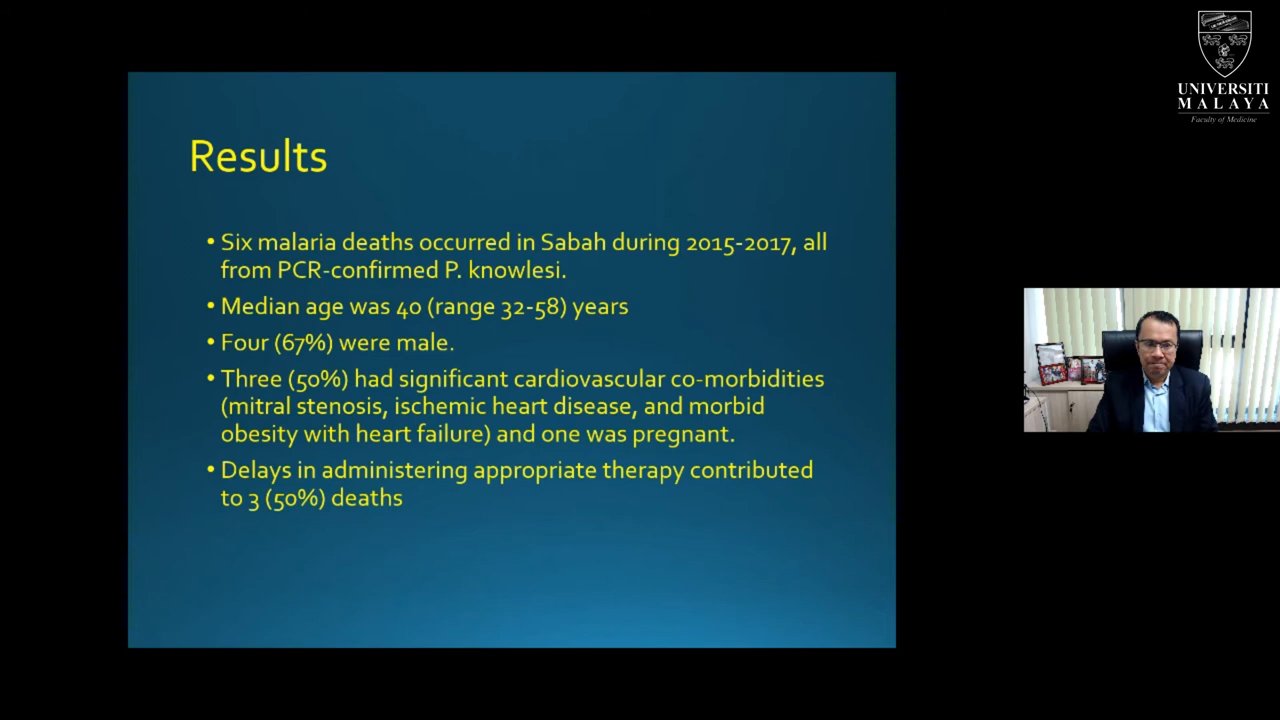 UNIVERSITI
MALAYA
Faculty of Medicine
Results
• Six malaria deaths occurred in Sabah during 2015-2017, all
from PCR-confirmed P. knowlesi.
• Median age was 40 (range 32-58) years
• Four (67%) were male.
• Three (50%) had significant cardiovascular co-morbidities
(mitral stenosis, ischemic heart disease, and morbid
obesity with heart failure) and one was pregnant.
• Delays in administering appropriate therapy contributed
to 3 (50%) deaths